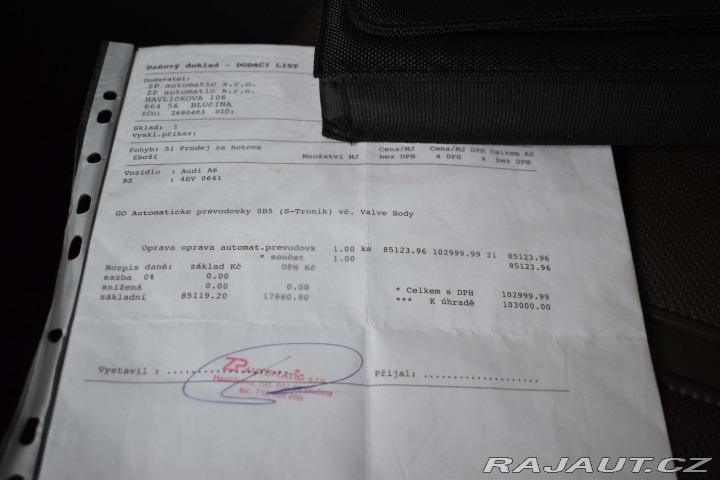 Daňový doklad - DODACÍ LIST
Dodavatel:
ZP automatic s.r.o.
ZP automatic s.r.o.
HAVLÍČKOVA 106
664 56 BLUČINA
IČO: 2690403 DIČ:
Sklad: 1
Vyskl.příkaz:
Pohyb: 51 Prodej za hotove
Cena/MJ Cena/MJ DPH Celkem Kč
Zboží Množství MJ bez DPH s DPH % bez DPH
Vozidlo : Audi A6
RZ : 4SV 0641
GO Automaticke prevodovky 0B5 (S-Tronik) vč. Valve Body
Oprava oprava automat.prevodovk 1.00 ks 85123.96 102999.99 21 85123.96
* součet 1.00 85123.96
Rozpis daně: základ Kč DPH Kč
sazba 0% 0.00
snížená 0.00 0.00
základní 85119.20 17880.80
* Celkem s DPH 102999.99
*** K úhradě 103000.00
Vystavil : Přijal:
ZP AUTOMATIC s.r.o.
RAJAUT.CZ